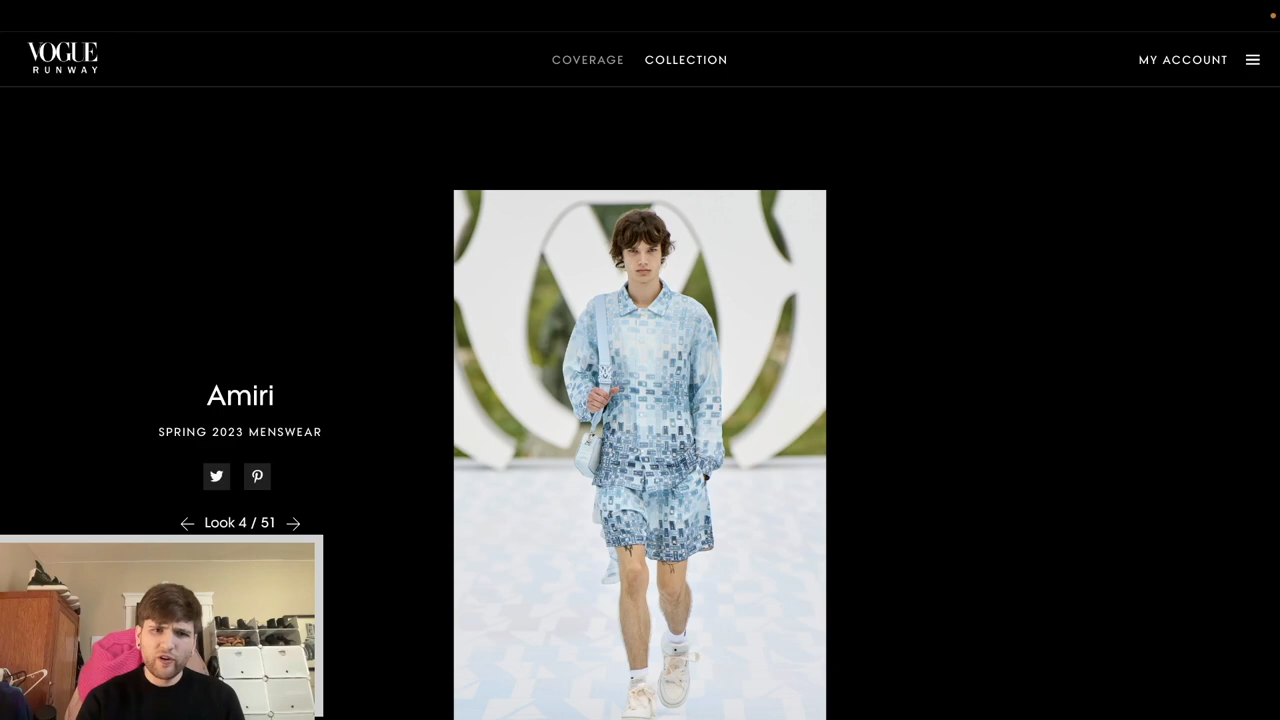 VOGUE
RUNWAY
COVERAGE
COLLECTION
MY ACCOUNT
Amiri
SPRING 2023 MENSWEAR
Look 4 / 51